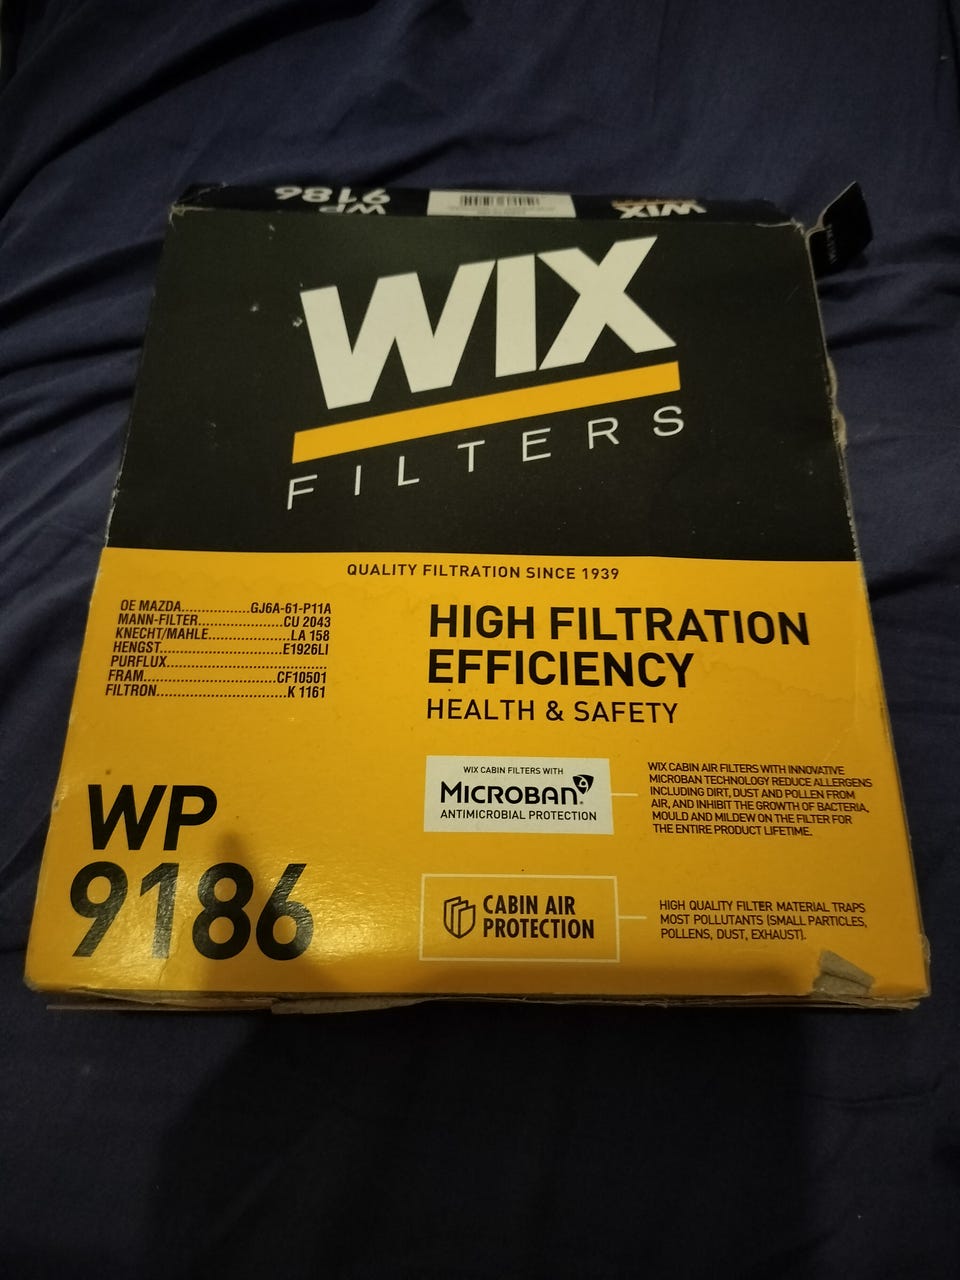 WP
9186
WIX
WIX
FILTERS
QUALITY FILTRATION SINCE 1939
OE MAZDA....................GJ6A-61-P11A
MANN-FILTER.........................CU 2043
KNECHT/MAHLE........................LA 158
HENGST....................................E1926LI
PURFLUX................................................
FRAM........................................CF10501
FILTRON......................................K 1161
HIGH FILTRATION
EFFICIENCY
HEALTH & SAFETY
WIX CABIN FILTERS WITH
MICROBAN®
ANTIMICROBIAL PROTECTION
WIX CABIN AIR FILTERS WITH INNOVATIVE
MICROBAN TECHNOLOGY REDUCE ALLERGENS
INCLUDING DIRT, DUST AND POLLEN FROM
AIR, AND INHIBIT THE GROWTH OF BACTERIA,
MOULD AND MILDEW ON THE FILTER FOR
THE ENTIRE PRODUCT LIFETIME.
WP
9186
CABIN AIR
PROTECTION
HIGH QUALITY FILTER MATERIAL TRAPS
MOST POLLUTANTS (SMALL PARTICLES,
POLLENS, DUST, EXHAUST).